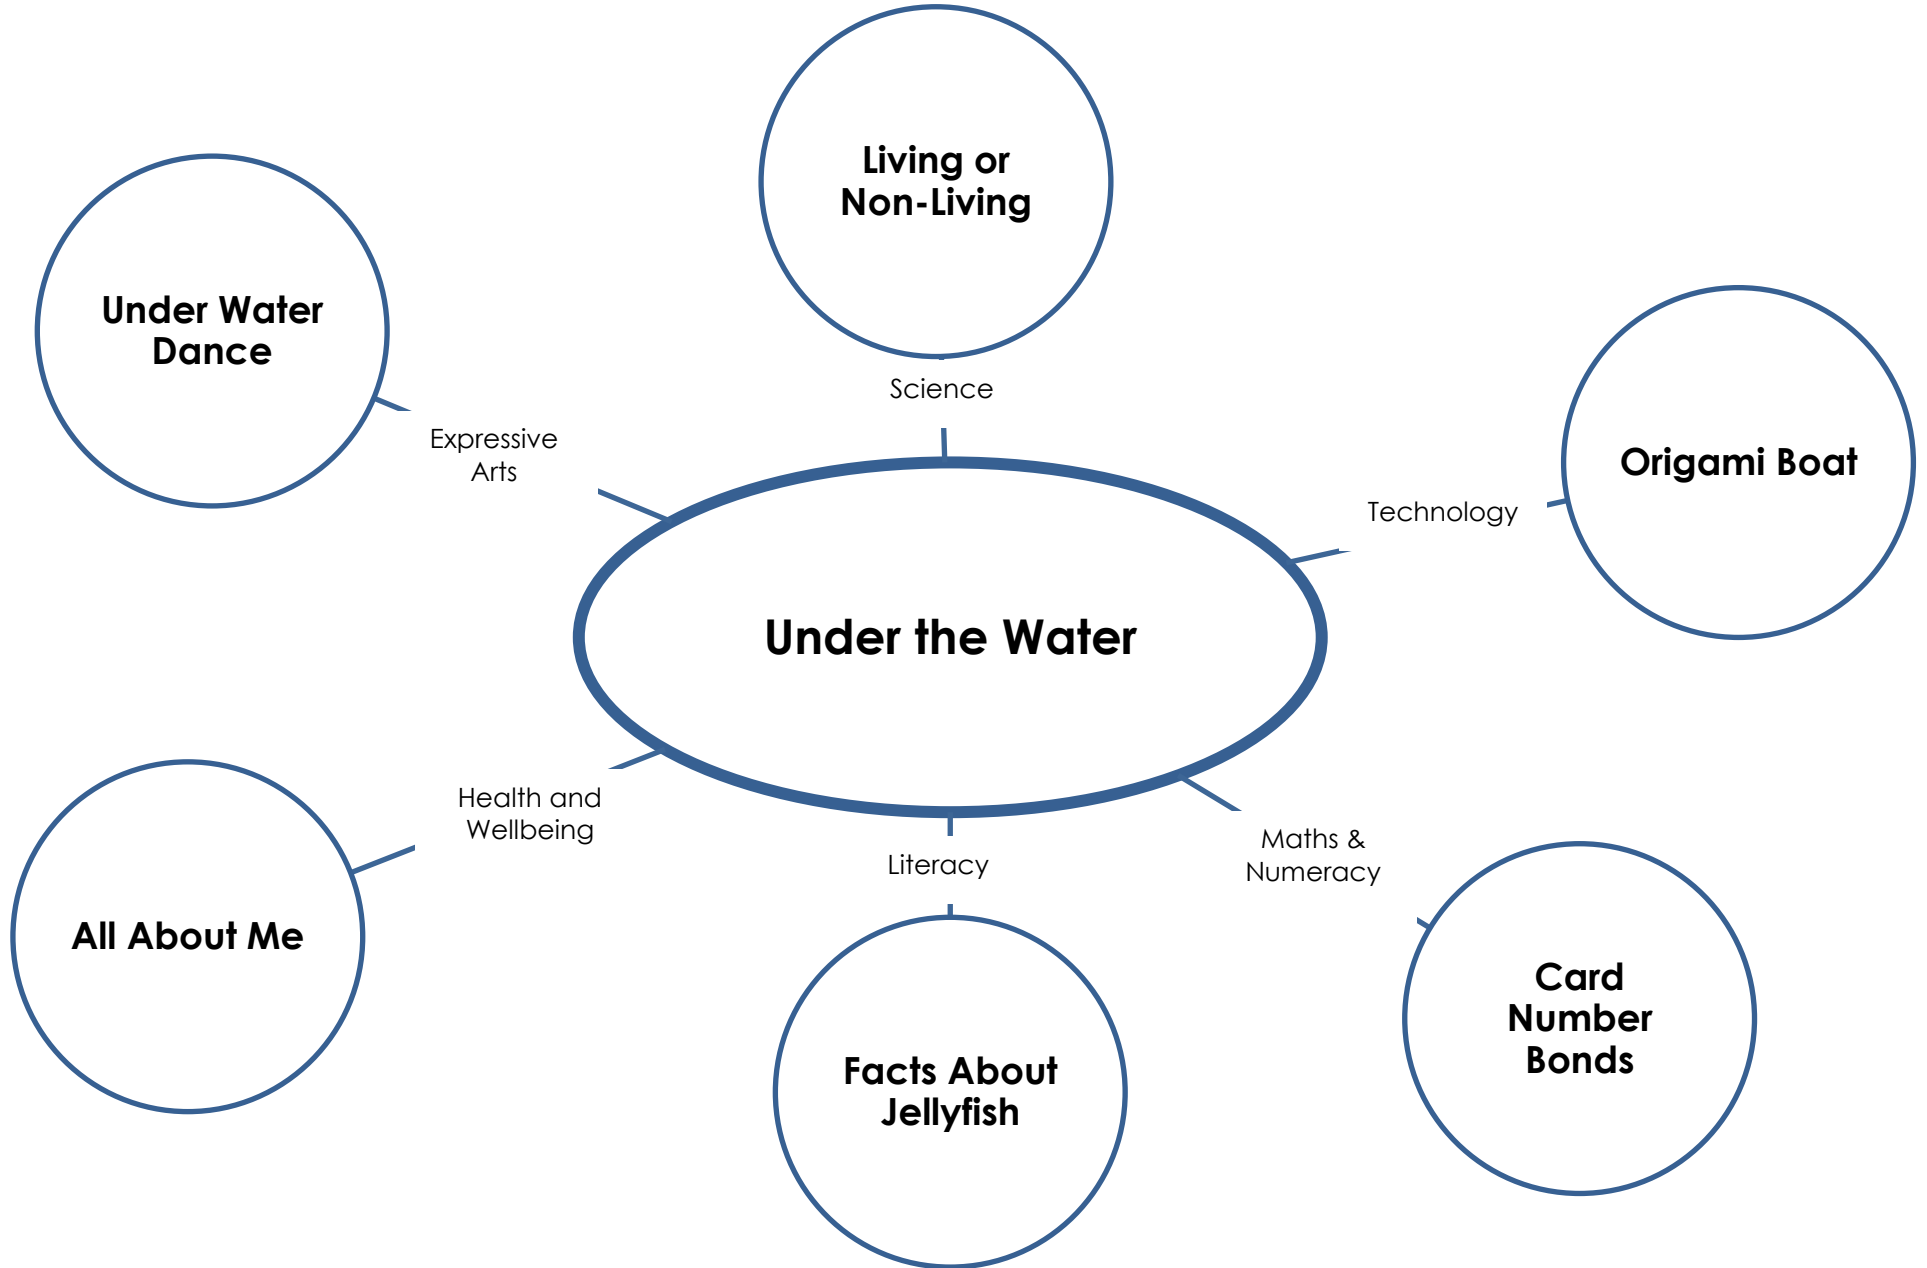 Living or
Non-Living
Science
Under Water
Dance
Expressive
Arts
Origami Boat
Technology
Under the Water
Health and
Wellbeing
All About Me
Literacy
Facts About
Jellyfish
Maths &
Numeracy
Card
Number
Bonds